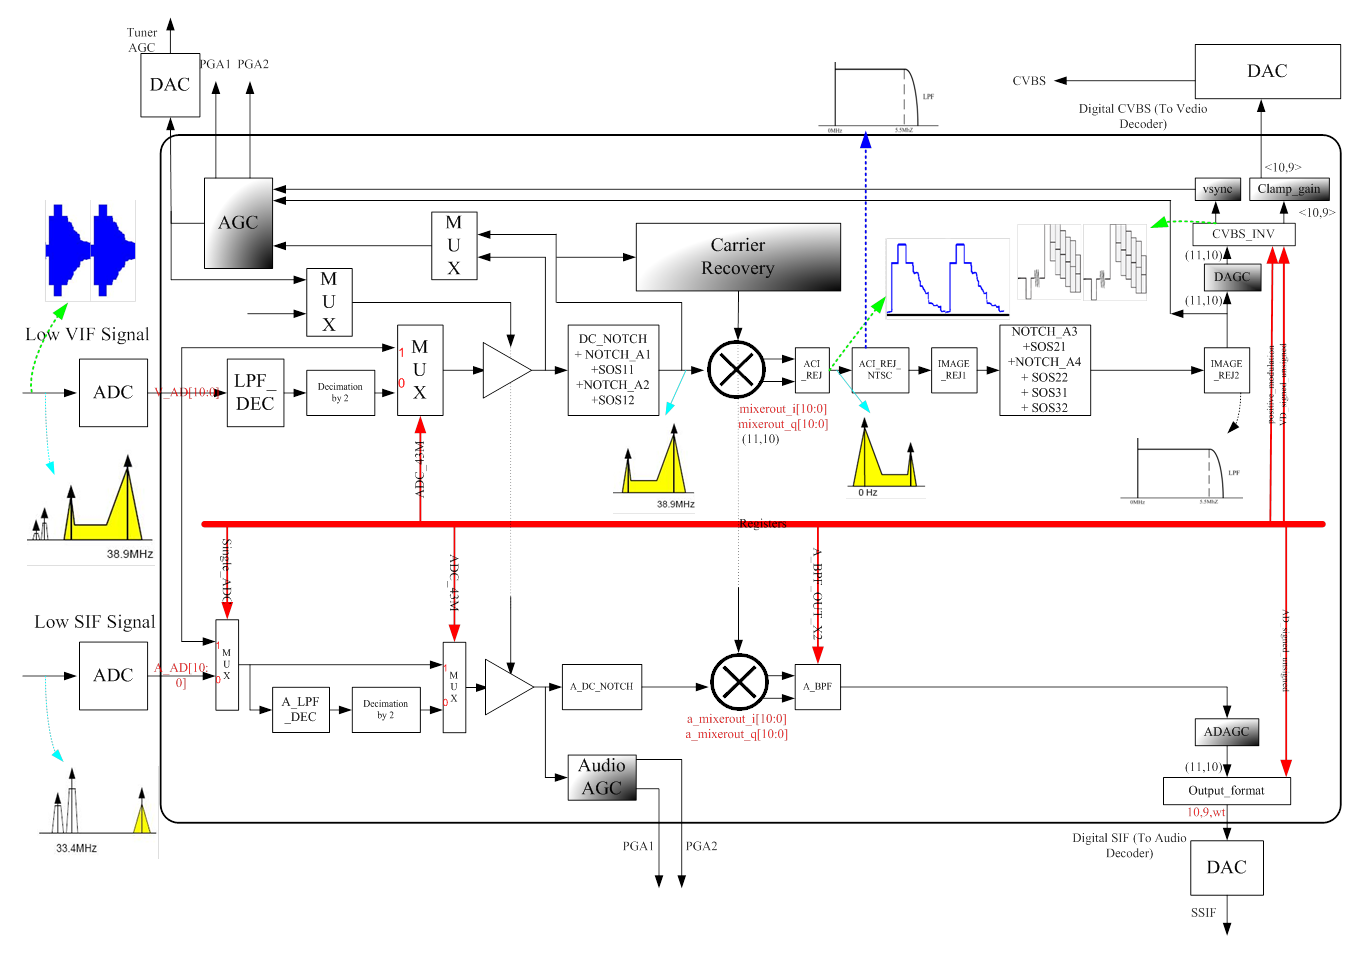 Tuner
AGC
DAC
PGA1 PGA2
CVBS
DAC
Digital CVBS (To Vedio
Decoder)
LPF
0MHz 5.5MhZ
<10,9>
vsync
Clamp_gain
<10,9>
AGC
M
U
X
Carrier
Recovery
CVBS_INV
(11,10)
DAGC
(11,10)
M
U
X
Low VIF Signal
ADC
V_AD[10:0]
LPF
_DEC
Decimation
by 2
1
0
M
U
X
DC_NOTCH
+ NOTCH_A1
+SOS11
+NOTCH_A2
+SOS12
ACI
_REJ
ACI_REJ_
NTSC
IMAGE
_REJ1
NOTCH_A3
+SOS21
+NOTCH_A4
+ SOS22
+ SOS31
+ SOS32
IMAGE
_REJ2
mixerout_i[10:0]
mixerout_q[10:0]
(11,10)
positive_modulation
VD_signed_unsigned
ADC_43M
38.9MHz
38.9MHz
0 Hz
LPF
0MHz 5.5MhZ
Registers
Single_ADC
ADC_43M
A_BPF_OUT_X2
AD_signed_unsigned
Low SIF Signal
ADC
A_AD[10:
0]
1
0
M
U
X
A_LPF
_DEC
Decimation
by 2
1
0
M
U
X
A_DC_NOTCH
A_BPF
a_mixerout_i[10:0]
a_mixerout_q[10:0]
ADAGC
(11,10)
Audio
AGC
Output_format
10,9,wt
33.4MHz
PGA1 PGA2
Digital SIF (To Audio
Decoder)
DAC
SSIF